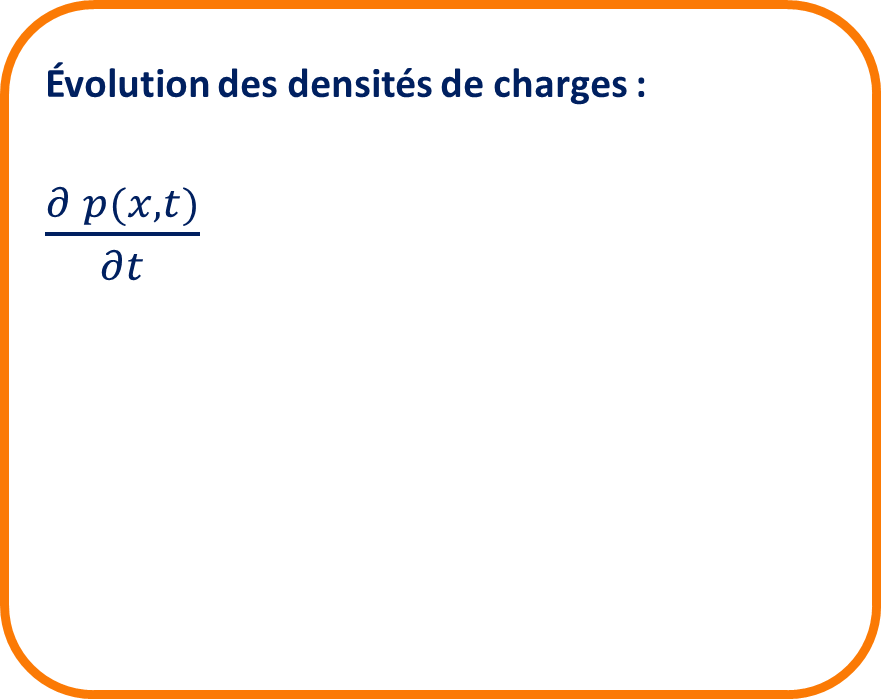 Évolution des densités de charges :
∂ p(x,t)
∂t